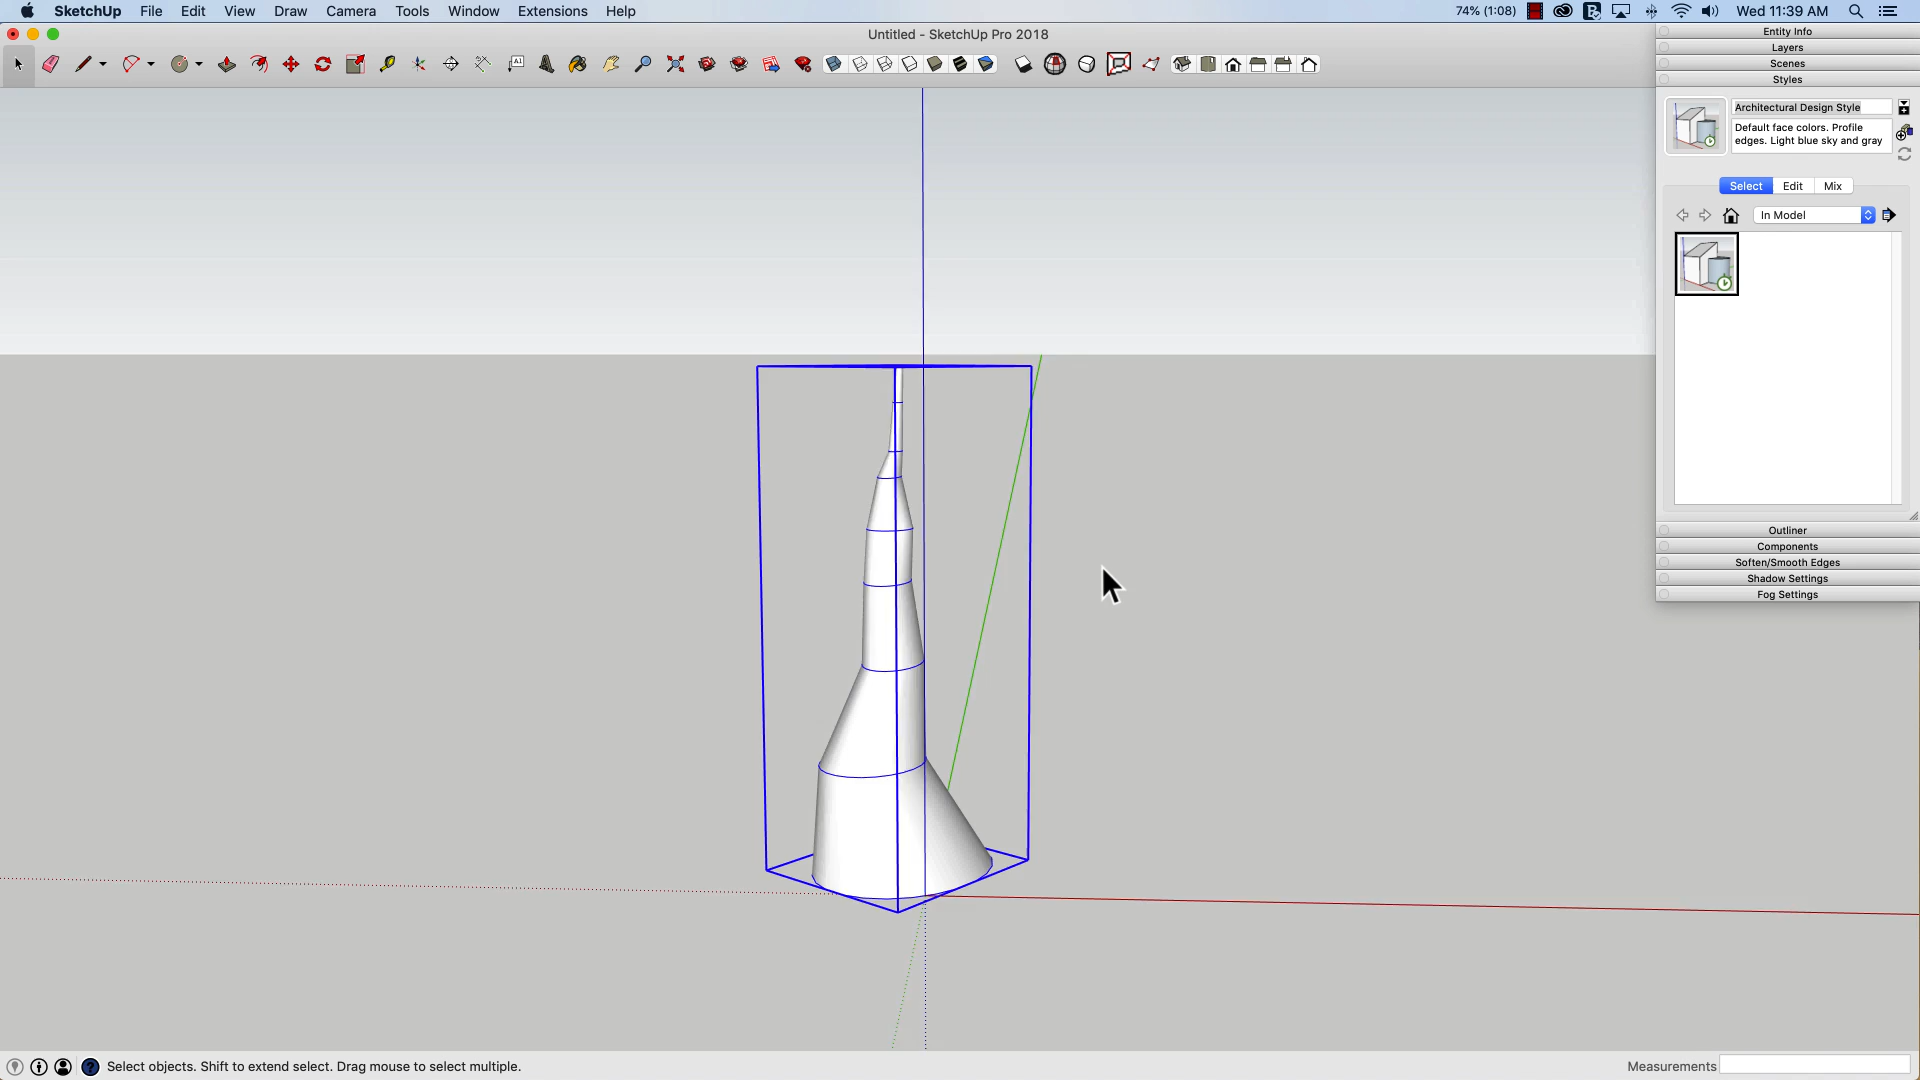 SketchUp File Edit View Draw Camera Tools Window Extensions Help 74% (1:08) Wed 11:39 AM
Untitled - SketchUp Pro 2018
Entity Info
Layers
Scenes
Styles
Architectural Design Style
Default face colors. Profile
edges. Light blue sky and gray
Select Edit Mix
In Model
Outliner
Components
Soften/Smooth Edges
Shadow Settings
Fog Settings
Select objects. Shift to extend select. Drag mouse to select multiple.
Measurements